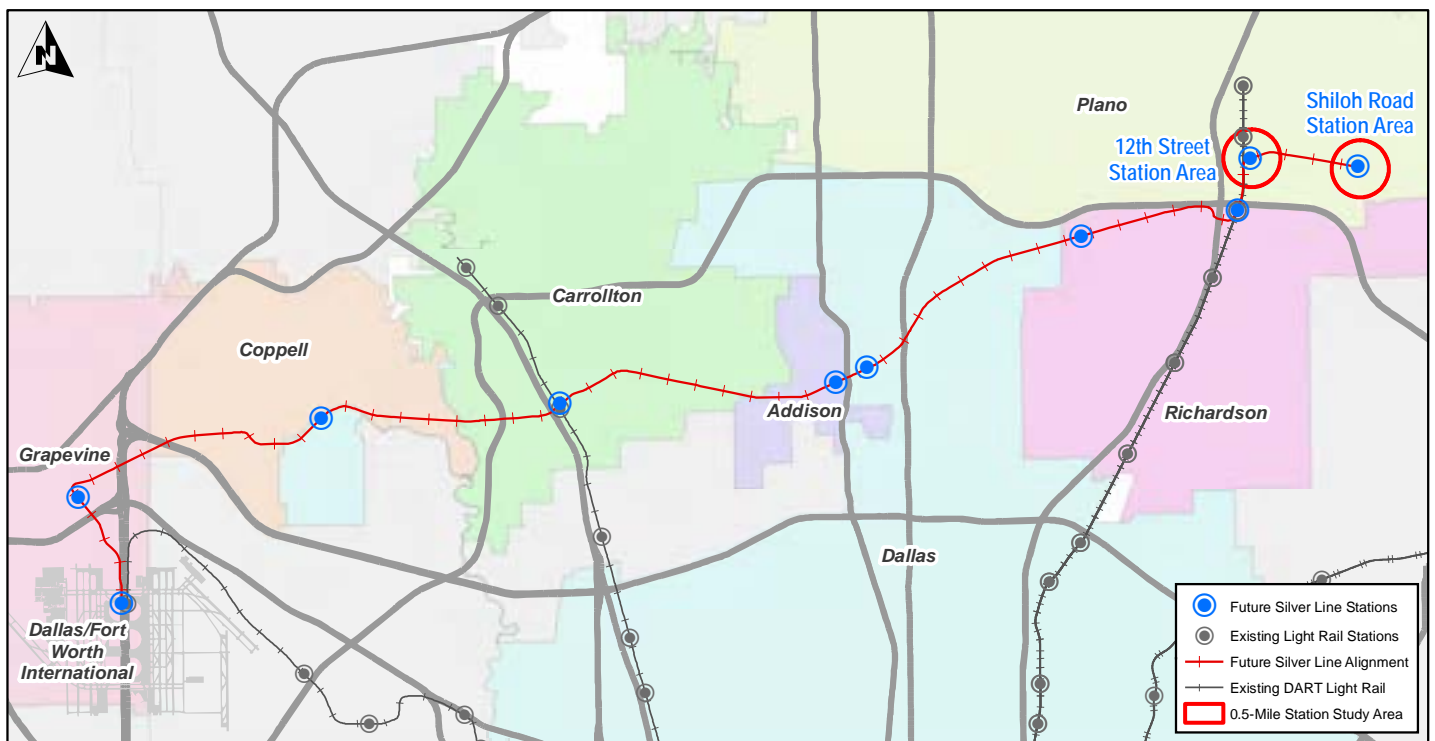 N
Plano
Shiloh Road
Station Area
12th Street
Station Area
Carrollton
Coppell
Addison
Richardson
Grapevine
Dallas
Dallas/Fort
Worth
International
Future Silver Line Stations
Existing Light Rail Stations
Future Silver Line Alignment
Existing DART Light Rail
0.5-Mile Station Study Area